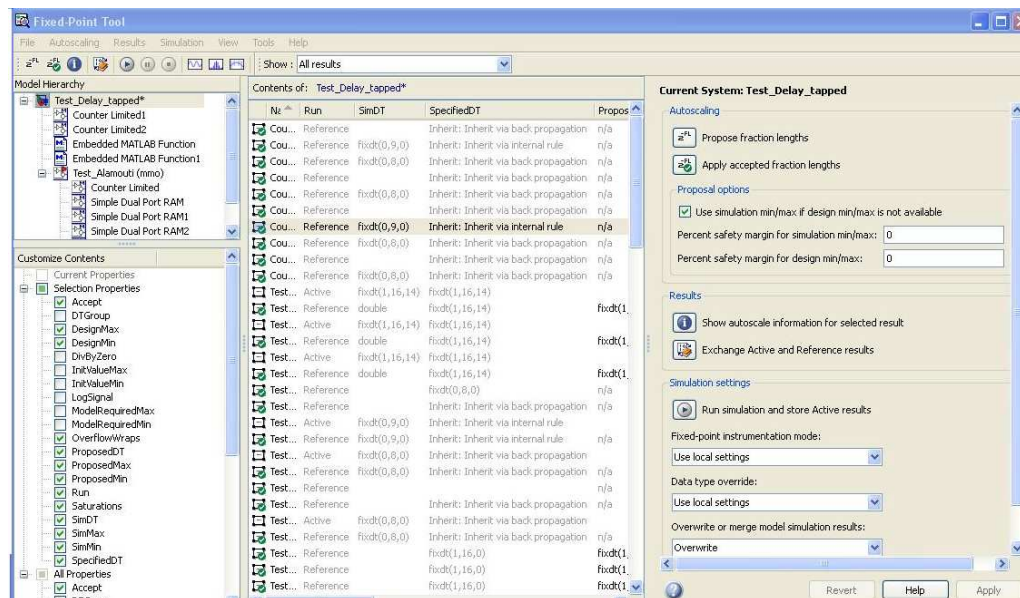 Fixed-Point Tool
File Autoscaling Results Simulation View Tools Help
Show : All results
Model Hierarchy
Test_Delay_tapped*
Counter Limited1
Counter Limited2
Embedded MATLAB Function
Embedded MATLAB Function1
Test_Alamouti (mmo)
Counter Limited
Simple Dual Port RAM
Simple Dual Port RAM1
Simple Dual Port RAM2
Customize Contents
Current Properties
Selection Properties
Accept
DTGroup
DesignMax
DesignMin
DivByZero
InitValueMax
InitValueMin
LogSignal
ModelRequiredMax
ModelRequiredMin
OverflowWraps
ProposedDT
ProposedMax
ProposedMin
Run
Saturations
SimDT
SimMax
SimMin
SpecifiedDT
All Properties
Accept
Contents of: Test_Delay_tapped*
Na Run SimDT SpecifiedDT Propos
Cou... Reference Inherit: Inherit via back propagation n/a
Cou... Reference fixdt(0,9,0) Inherit: Inherit via internal rule n/a
Cou... Reference fixdt(0,8,0) Inherit: Inherit via back propagation n/a
Cou... Reference Inherit: Inherit via back propagation n/a
Cou... Reference fixdt(0,8,0) Inherit: Inherit via back propagation n/a
Cou... Reference Inherit: Inherit via back propagation n/a
Cou... Reference fixdt(0,9,0) Inherit: Inherit via internal rule n/a
Cou... Reference fixdt(0,8,0) Inherit: Inherit via back propagation n/a
Cou... Reference Inherit: Inherit via back propagation n/a
Cou... Reference fixdt(0,8,0) Inherit: Inherit via back propagation n/a
Test... Active fixdt(1,16,14) fixdt(1,16,14)
Test... Reference double fixdt(1,16,14) fixdt(1,
Test... Active fixdt(1,16,14) fixdt(1,16,14)
Test... Reference double fixdt(1,16,14) fixdt(1,
Test... Active fixdt(1,16,14) fixdt(1,16,14)
Test... Reference double fixdt(1,16,14) fixdt(1,
Test... Reference fixdt(0,8,0) n/a
Test... Reference Inherit: Inherit via back propagation n/a
Test... Active fixdt(0,9,0) Inherit: Inherit via internal rule
Test... Reference fixdt(0,9,0) Inherit: Inherit via internal rule n/a
Test... Active fixdt(0,8,0) Inherit: Inherit via back propagation
Test... Reference fixdt(0,8,0) Inherit: Inherit via back propagation n/a
Test... Reference n/a
Test... Reference Inherit: Inherit via back propagation n/a
Test... Active fixdt(0,8,0) Inherit: Inherit via back propagation
Test... Reference fixdt(0,8,0) Inherit: Inherit via back propagation n/a
Test... Reference fixdt(1,16,0) fixdt(1,
Test... Reference fixdt(1,16,0) fixdt(1,
Test... Reference fixdt(1,16,0) fixdt(1,
Current System: Test_Delay_tapped
Autoscaling
Propose fraction lengths
Apply accepted fraction lengths
Proposal options
Use simulation min/max if design min/max is not available
Percent safety margin for simulation min/max: 0
Percent safety margin for design min/max: 0
Results
Show autoscale information for selected result
Exchange Active and Reference results
Simulation settings
Run simulation and store Active results
Fixed-point instrumentation mode:
Use local settings
Data type override:
Use local settings
Overwrite or merge model simulation results:
Overwrite
Revert Help Apply